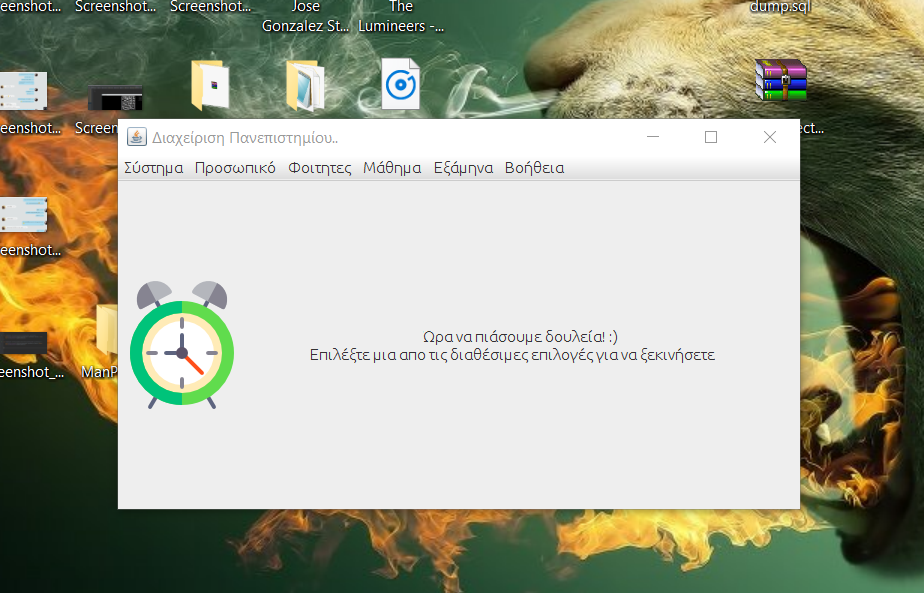 eenshot...
Screenshot...
Screenshot...
Jose
Gonzalez St...
The
Lumineers -...
dump.sql
eenshot...
Screen
ect...
Διαχείριση Πανεπιστημίου..
Σύστημα Προσωπικό Φοιτητες Μάθημα Εξάμηνα Βοήθεια
eenshot...
Ωρα να πιάσουμε δουλεία! :)
Επιλέξτε μια απο τις διαθέσιμες επιλογές για να ξεκινήσετε
eenshot_...
ManP